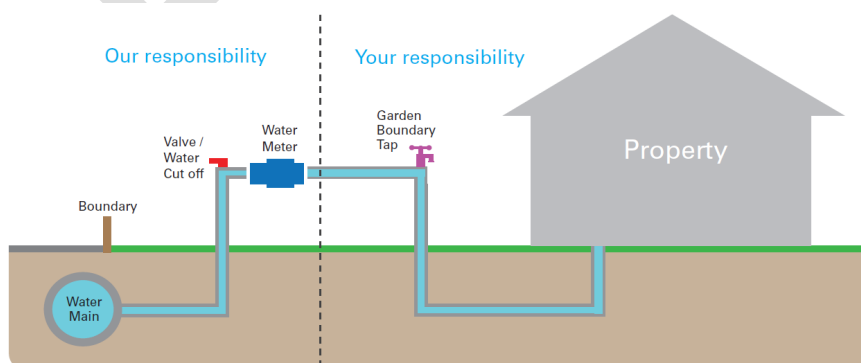 Our responsibility
Your responsibility
Garden
Boundary
Tap
Water
Meter
Valve /
Water
Cut off
Property
Boundary
Water
Main